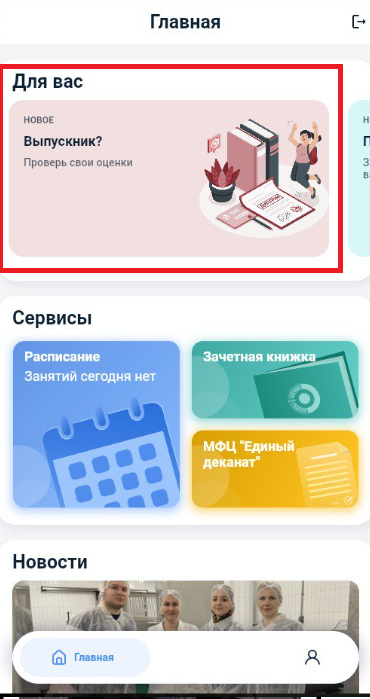 Главная
Для вас
НОВОЕ
Выпускник?
Проверь свои оценки
Сервисы
Расписание
Занятий сегодня нет
Зачетная книжка
МФЦ "Единый
деканат"
Новости
Главная